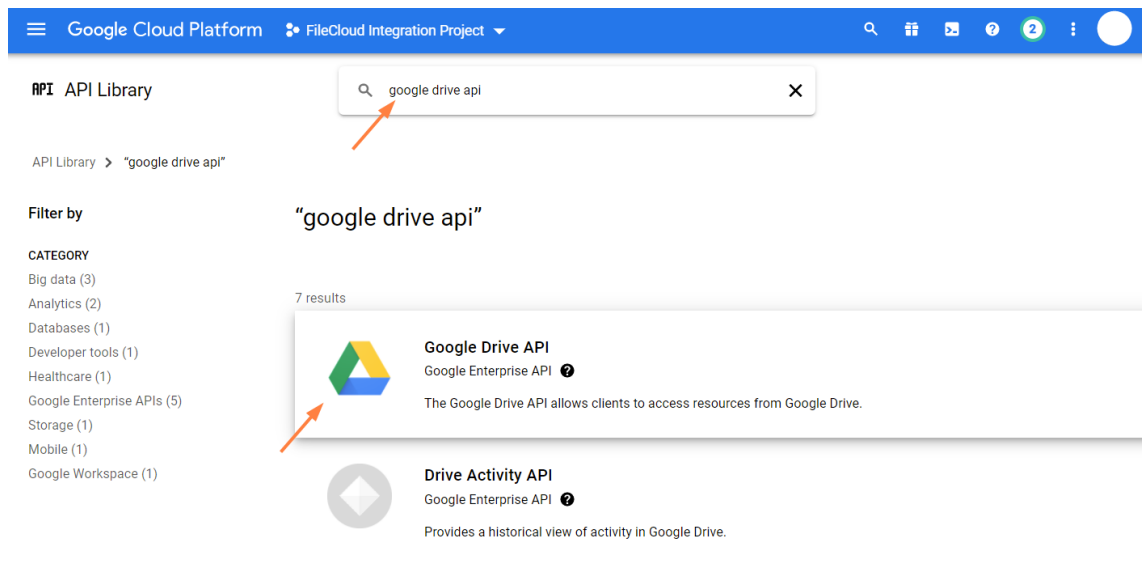 Google Cloud Platform FileCloud Integration Project 2
API API Library
google drive api
API Library > “google drive api”
Filter by
“google drive api”
CATEGORY
Big data (3)
Analytics (2)
Databases (1)
Developer tools (1)
Healthcare (1)
Google Enterprise APIs (5)
Storage (1)
Mobile (1)
Google Workspace (1)
7 results
Google Drive API
Google Enterprise API ?
The Google Drive API allows clients to access resources from Google Drive.
Drive Activity API
Google Enterprise API ?
Provides a historical view of activity in Google Drive.